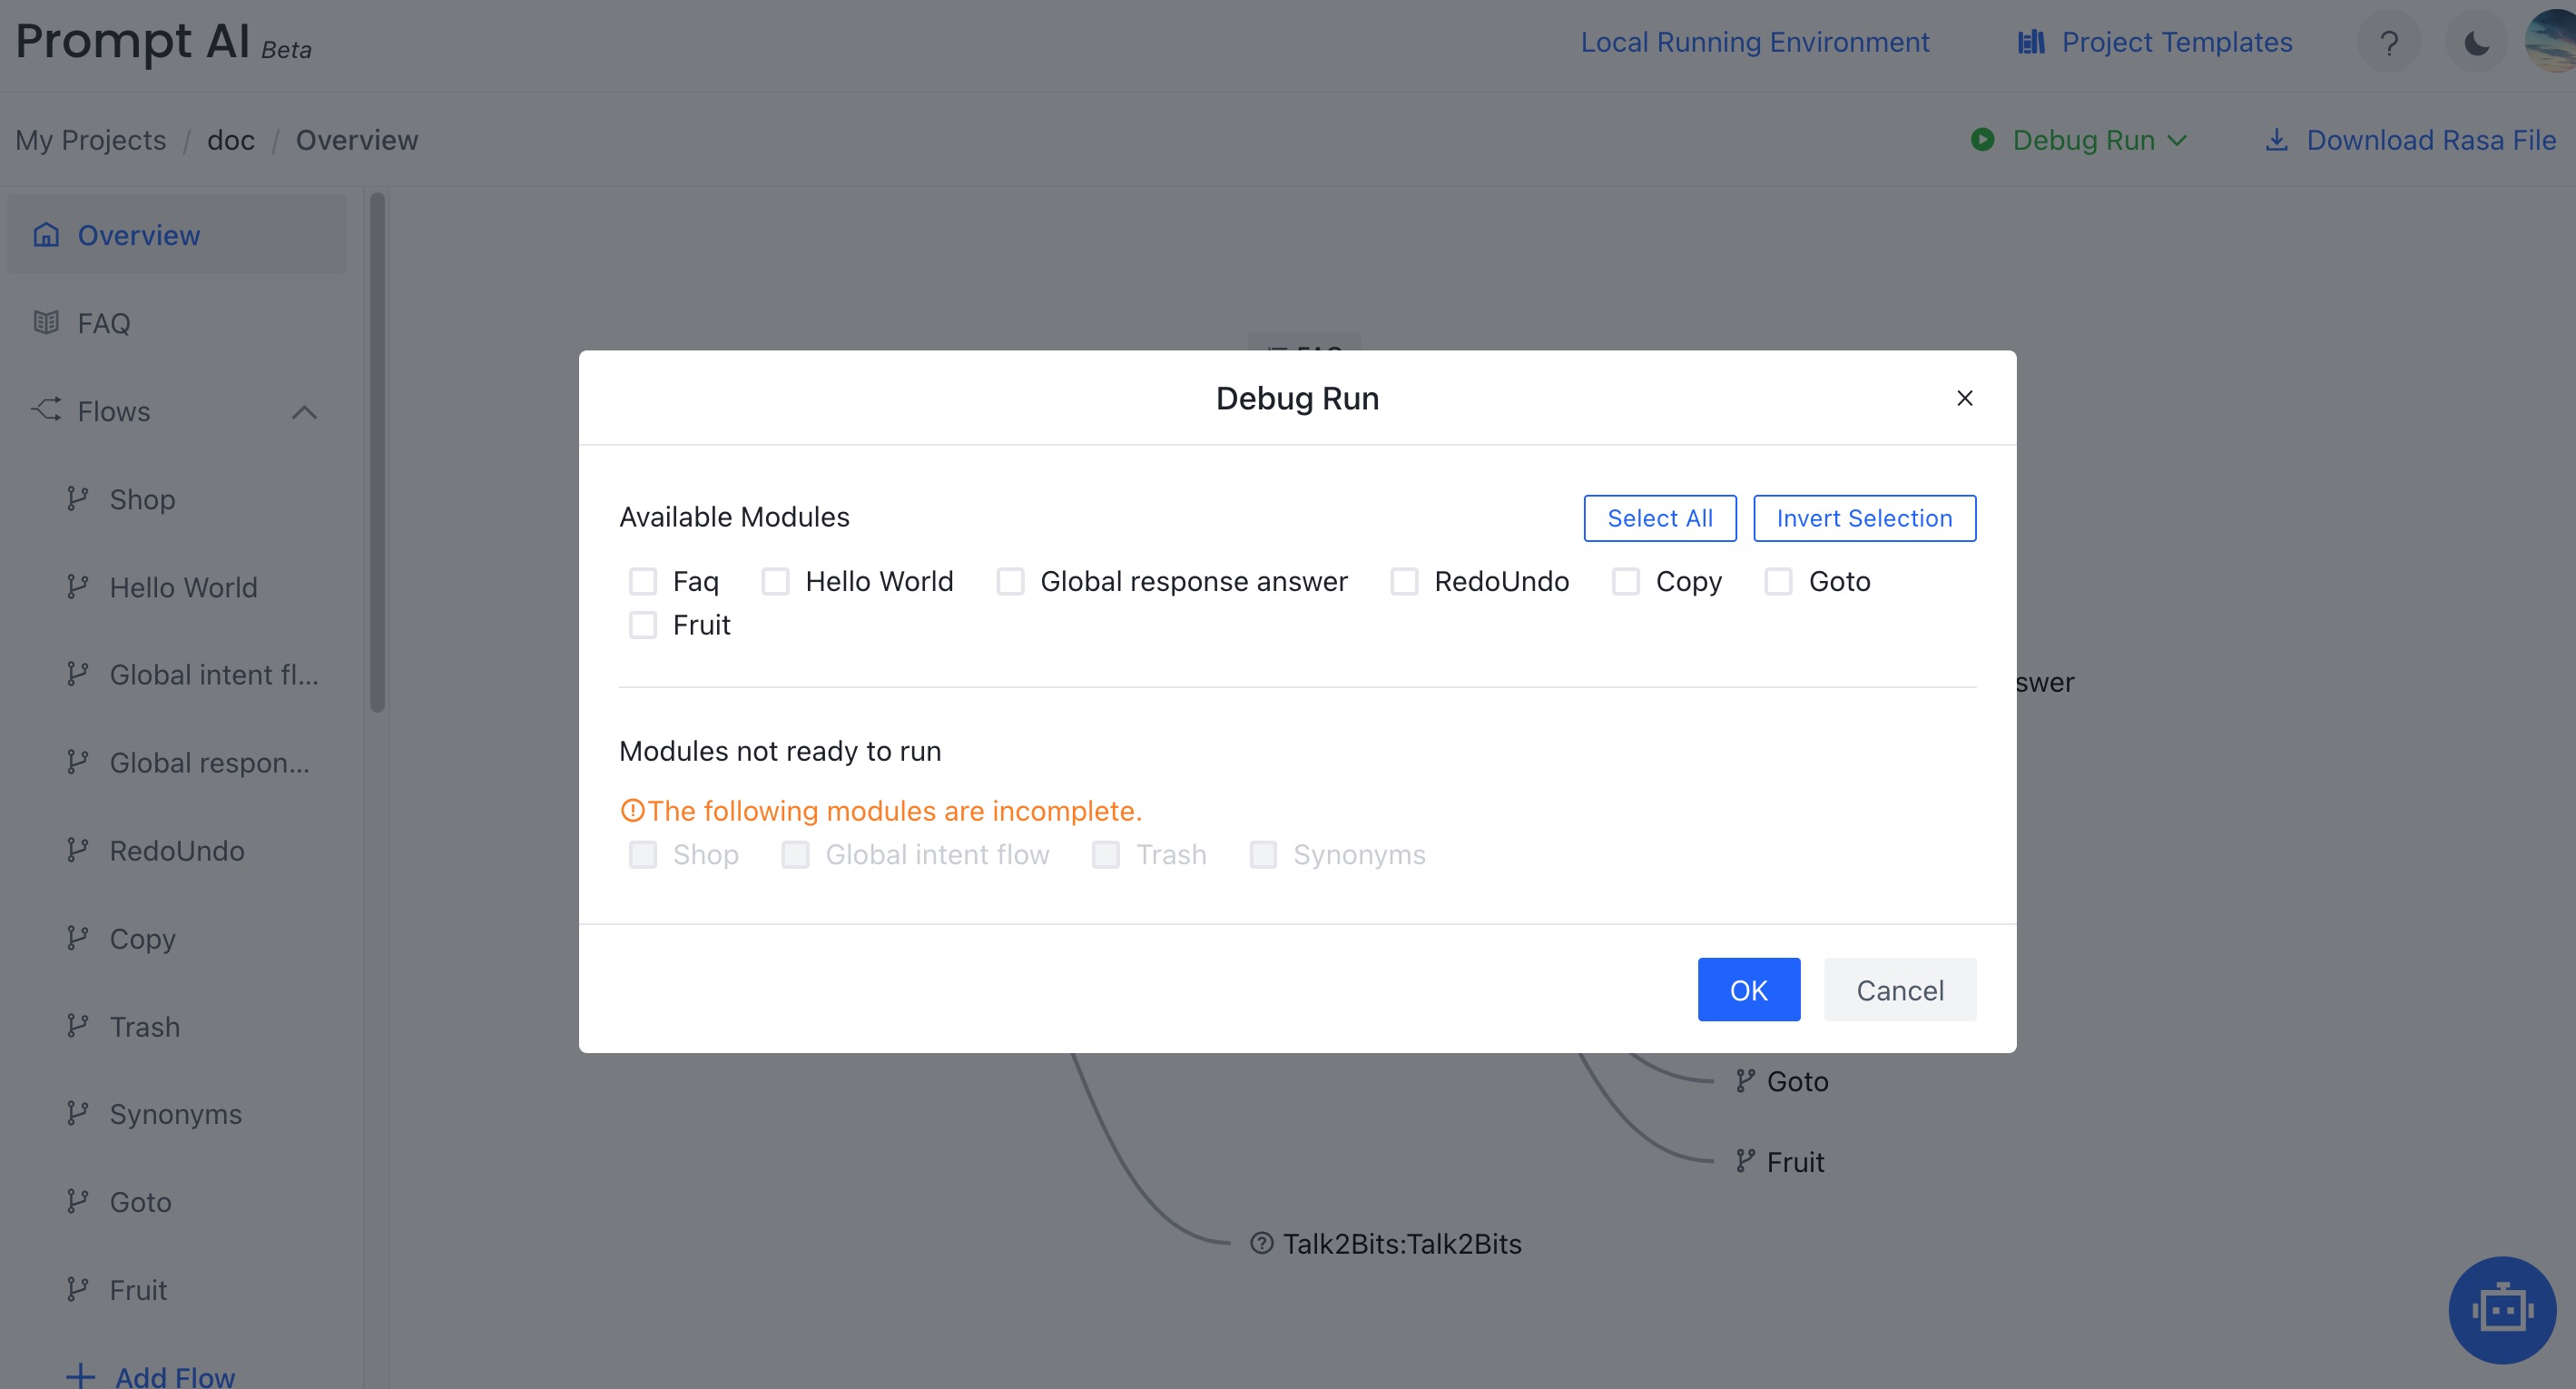 Prompt AI Beta
Local Running Environment
Project Templates
?
My Projects / doc / Overview
Debug Run
Download Rasa File
Overview
FAQ
Flows
Shop
Hello World
Global intent fl...
Global respon...
RedoUndo
Copy
Trash
Synonyms
Goto
Fruit
+ Add Flow
Debug Run
Available Modules
Select All
Invert Selection
Faq Hello World Global response answer RedoUndo Copy Goto
Fruit
Modules not ready to run
The following modules are incomplete.
Shop Global intent flow Trash Synonyms
OK
Cancel
swer
Goto
Fruit
Talk2Bits:Talk2Bits